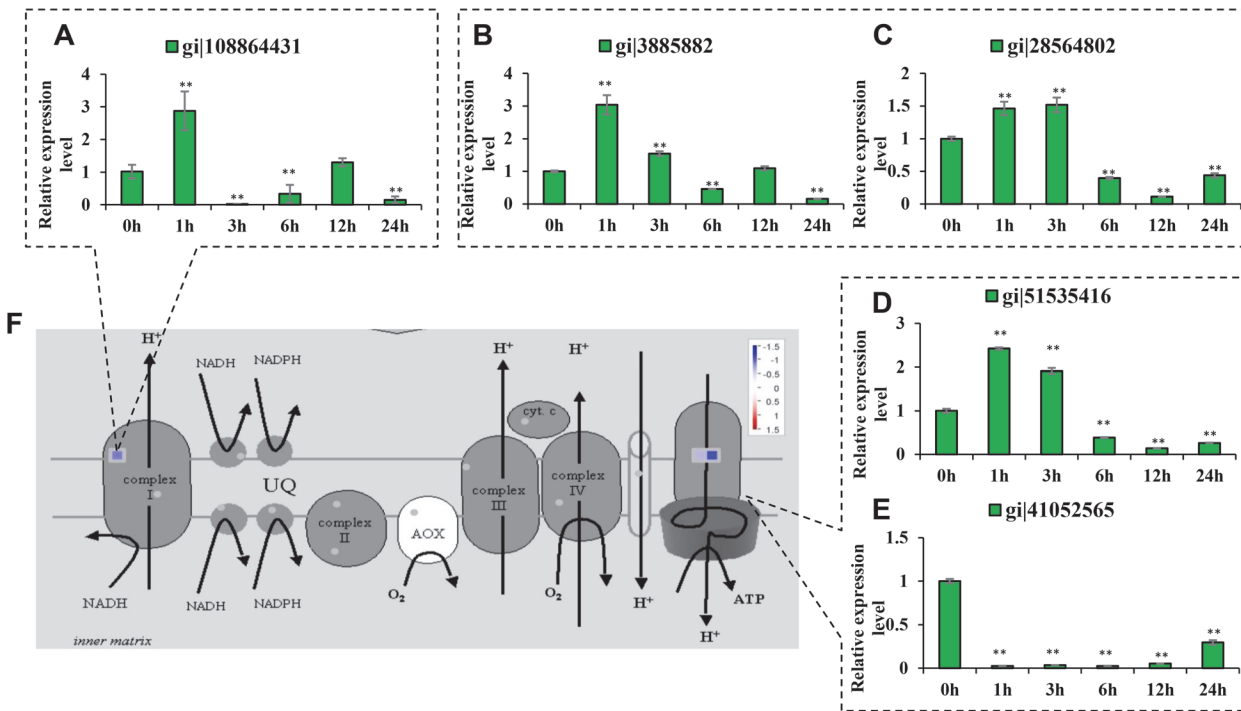 A
gi|108864431
Relative expression
level
4
3
2
1
0
**
**
**
**
0h 1h 3h 6h 12h 24h
B
gi|3885882
Relative expression
level
4
3
2
1
0
**
**
**
**
0h 1h 3h 6h 12h 24h
C
gi|28564802
Relative expression
level
2
1.5
1
0.5
0
**
**
**
**
**
0h 1h 3h 6h 12h 24h
D
gi|51535416
Relative expression
level
3
2
1
0
**
**
**
**
**
0h 1h 3h 6h 12h 24h
E
gi|41052565
Relative expression
level
1.5
1
0.5
0
**
**
**
**
**
0h 1h 3h 6h 12h 24h
F
H+
NADH
NADPH
H+
H+
-1.5
-1
-0.5
0
0.5
1
1.5
cyt. c
complex
I
UQ
complex
II
AOX
complex
III
complex
IV
NADH
NADH
NADPH
O2
O2
H+
ATP
H+
inner matrix